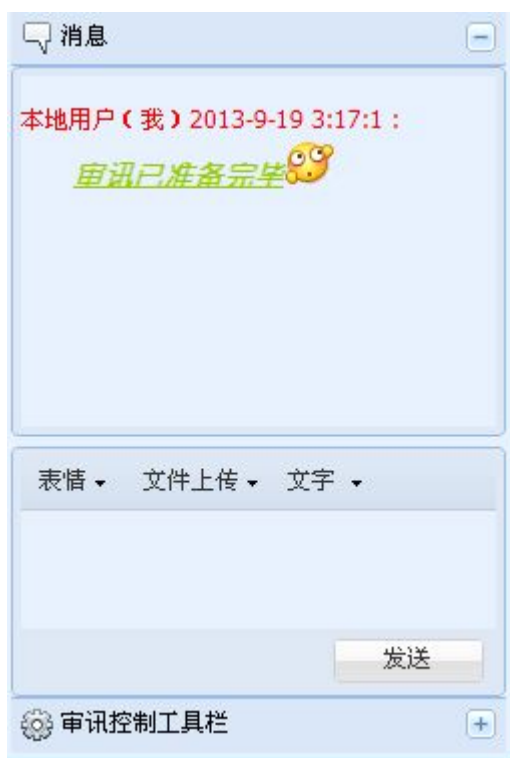 消息
本地用户(我)2013-9-19 3:17:1：
审讯已准备完毕
表情 文件上传 文字
发送
审讯控制工具栏